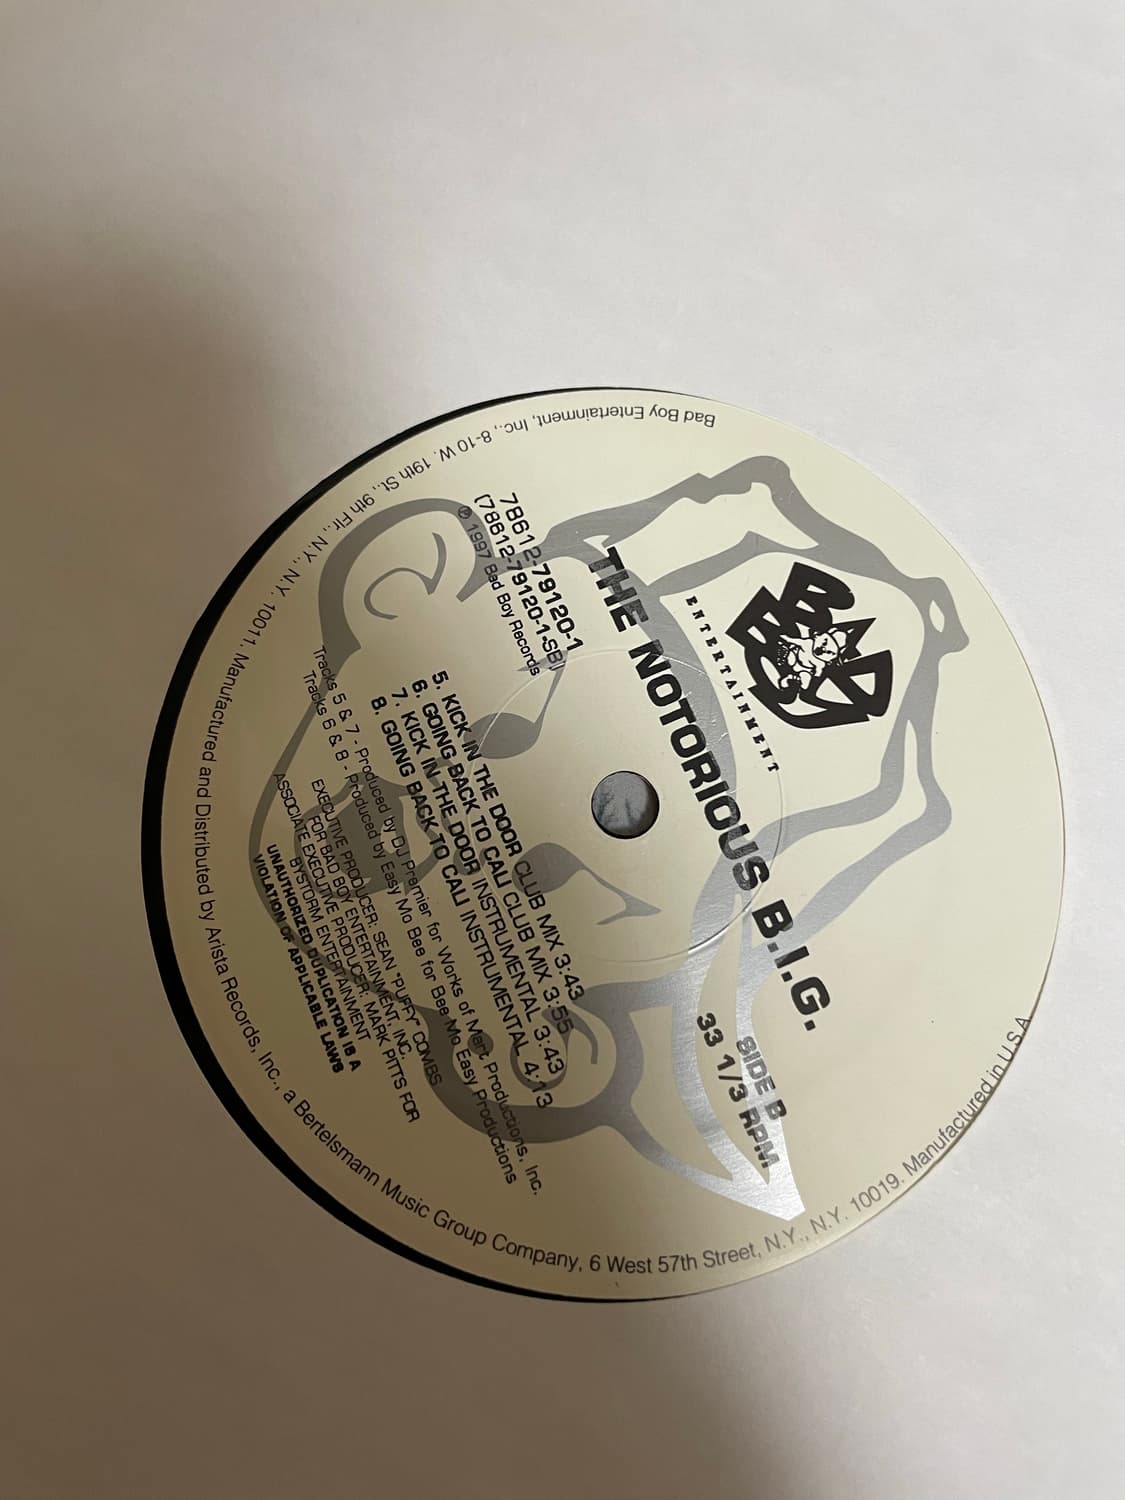 BAD BOY
ENTERTAINMENT
THE NOTORIOUS B.I.G.
78612-79120-1
(78612-79120-1-SB)
℗ 1997 Bad Boy Records
SIDE B
33 1/3 RPM
5. KICK IN THE DOOR CLUB MIX 3:43
6. GOING BACK TO CALI CLUB MIX 3:55
7. KICK IN THE DOOR INSTRUMENTAL 3:43
8. GOING BACK TO CALI INSTRUMENTAL 4:13
Tracks 5 & 7 - Produced by DJ Premier for Works of Mart Productions, Inc.
Tracks 6 & 8 - Produced by Easy Mo Bee for Bee Mo Easy Productions
EXECUTIVE PRODUCER: SEAN "PUFFY" COMBS
FOR BAD BOY ENTERTAINMENT, INC.
ASSOCIATE EXECUTIVE PRODUCER: MARK PITTS FOR
BYSTORM ENTERTAINMENT
UNAUTHORIZED DUPLICATION IS A
VIOLATION OF APPLICABLE LAWS
Bad Boy Entertainment, Inc., 8-10 W. 19th St., 9th Flr., N.Y., N.Y. 10011. Manufactured and Distributed by Arista Records, Inc., a Bertelsmann Music Group Company, 6 West 57th Street, N.Y., N.Y. 10019. Manufactured in U.S.A.